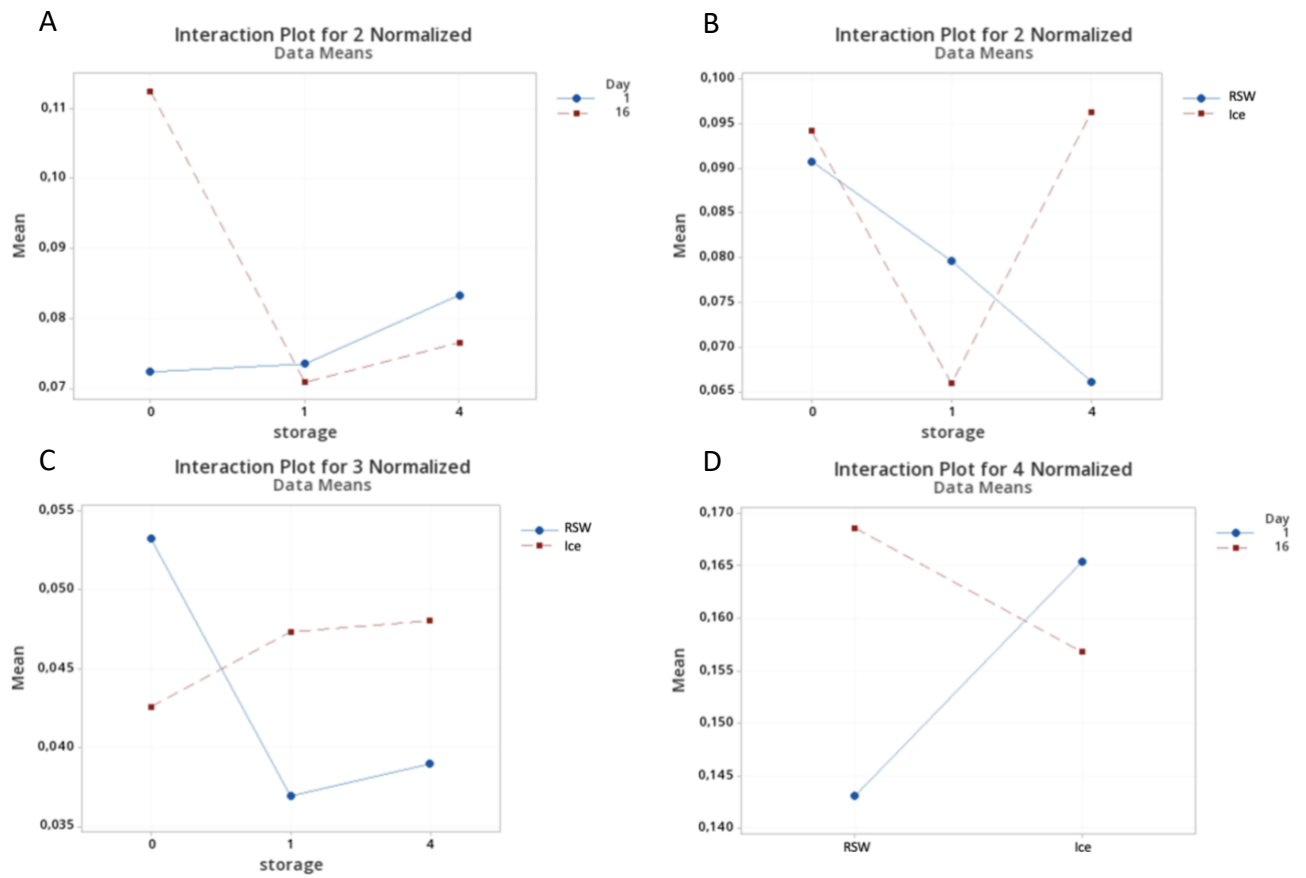 A
Interaction Plot for 2 Normalized
Data Means
Day
1
16
0,11
0,10
0,09
0,08
0,07
Mean
0
1
4
storage
B
Interaction Plot for 2 Normalized
Data Means
RSW
Ice
0,100
0,095
0,090
0,085
0,080
0,075
0,070
0,065
Mean
0
1
4
storage
C
Interaction Plot for 3 Normalized
Data Means
RSW
Ice
0,055
0,050
0,045
0,040
0,035
Mean
0
1
4
storage
D
Interaction Plot for 4 Normalized
Data Means
Day
1
16
0,170
0,165
0,160
0,155
0,150
0,145
0,140
Mean
RSW
Ice